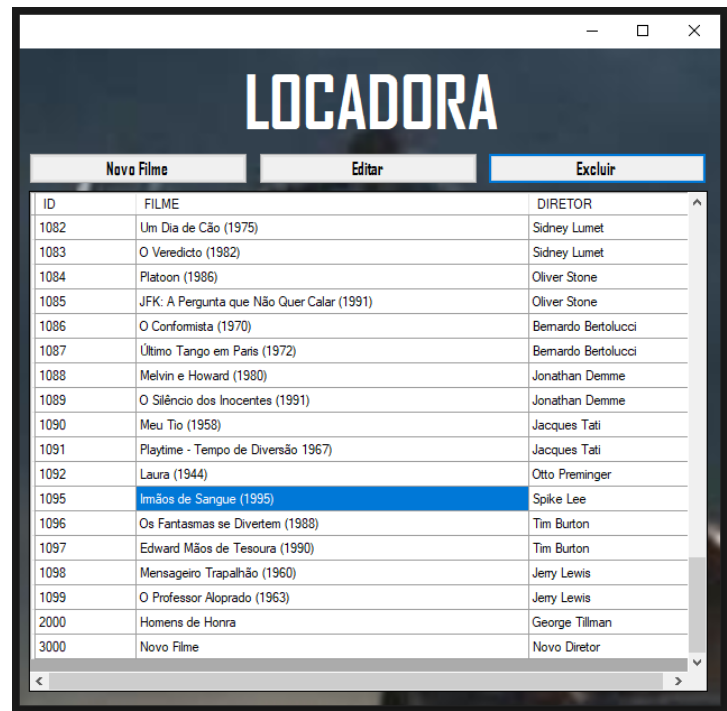 LOCADORA
Novo Filme Editar Excluir
ID FILME DIRETOR
1082 Um Dia de Cão (1975) Sidney Lumet
1083 O Veredicto (1982) Sidney Lumet
1084 Platoon (1986) Oliver Stone
1085 JFK: A Pergunta que Não Quer Calar (1991) Oliver Stone
1086 O Conformista (1970) Bernardo Bertolucci
1087 Último Tango em Paris (1972) Bernardo Bertolucci
1088 Melvin e Howard (1980) Jonathan Demme
1089 O Silêncio dos Inocentes (1991) Jonathan Demme
1090 Meu Tio (1958) Jacques Tati
1091 Playtime - Tempo de Diversão 1967) Jacques Tati
1092 Laura (1944) Otto Preminger
1095 Irmãos de Sangue (1995) Spike Lee
1096 Os Fantasmas se Divertem (1988) Tim Burton
1097 Edward Mãos de Tesoura (1990) Tim Burton
1098 Mensageiro Trapalhão (1960) Jerry Lewis
1099 O Professor Aloprado (1963) Jerry Lewis
2000 Homens de Honra George Tillman
3000 Novo Filme Novo Diretor